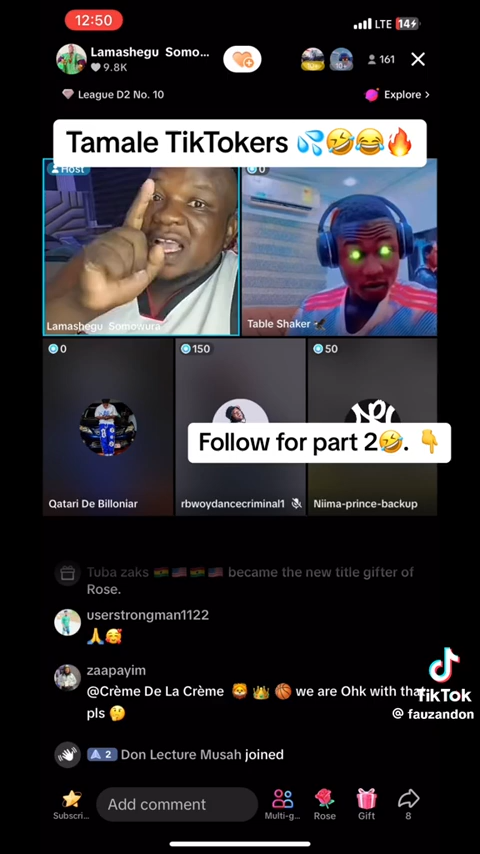 12:50
LTE 14
Lamashegu Somo...
9.8K
161
League D2 No. 10
Explore >
Tamale TikTokers 💦🤣😂🔥
Host
0
Lamashegu Somowura
Table Shaker
0
150
50
Follow for part 2🤣. 👇
Qatari De Billoniar
rbwoydancecriminal1
Niima-prince-backup
Tuba zaks 🇬🇭🇺🇸🇬🇭🇺🇸 became the new title gifter of
Rose.
userstrongman1122
🙏🥰
zaapayim
@Crème De La Crème 🦁👑🏀 we are Ohk with that
pls 🤔
2 Don Lecture Musah joined
TikTok
@ fauzandon
Subscri...
Add comment
Multi-g...
Rose
Gift
8